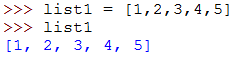 >>> list1 = [1,2,3,4,5]
>>> list1
[1, 2, 3, 4, 5]